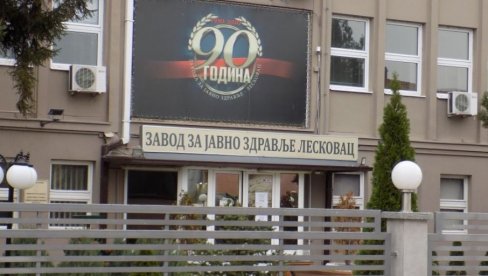 90
ГОДИНА
ЗАВОД ЗА ЈАВНО ЗДРАВЉЕ ЛЕСКОВАЦ